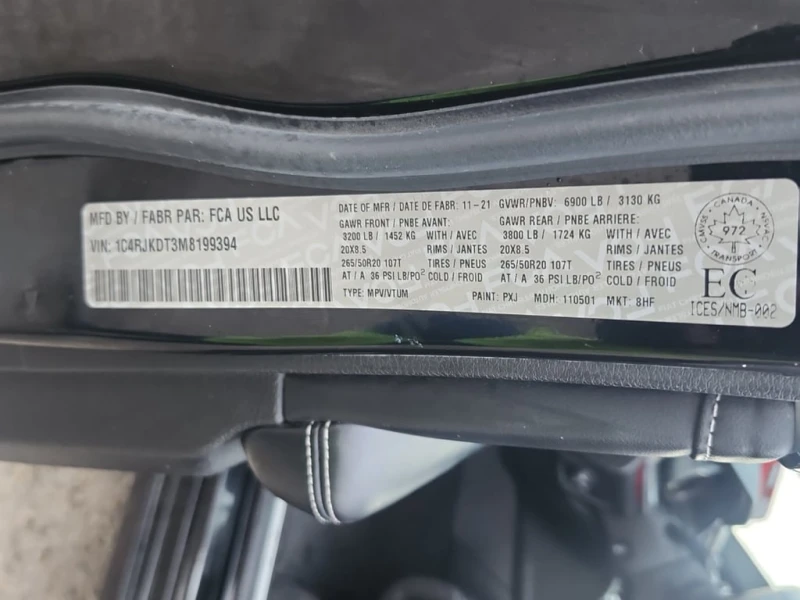 MFD BY / FABR PAR: FCA US LLC
VIN: 1C4RJKDT3M8199394
DATE OF MFR / DATE DE FABR: 11-21 GVWR/PNBV: 6900 LB / 3130 KG
GAWR FRONT / PNBE AVANT: GAWR REAR / PNBE ARRIERE:
3200 LB / 1452 KG WITH / AVEC 3800 LB / 1724 KG WITH / AVEC
20X8.5 RIMS / JANTES 20X8.5 RIMS / JANTES
265/50R20 107T TIRES / PNEUS 265/50R20 107T TIRES / PNEUS
AT / A 36 PSI LB/PO² COLD / FROID AT / A 36 PSI LB/PO² COLD / FROID
TYPE: MPV/VTUM PAINT: PXJ MDH: 110501 MKT: 8HF
CANADA
CMVSS
NSVAC
972
TRANSPORT
EC
ICES/NMB-002